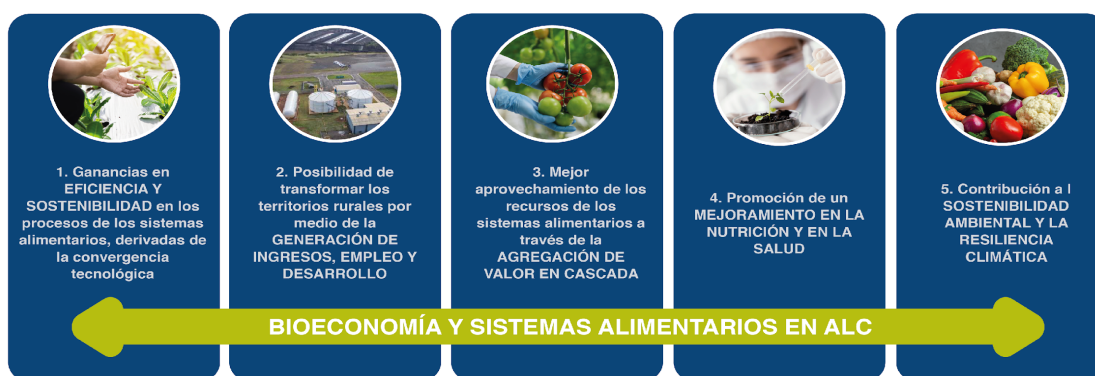 1. Ganancias en
EFICIENCIA Y
SOSTENIBILIDAD en los
procesos de los sistemas
alimentarios, derivadas de
la convergencia
tecnológica
2. Posibilidad de
transformar los
territorios rurales por
medio de la
GENERACIÓN DE
INGRESOS, EMPLEO Y
DESARROLLO
3. Mejor
aprovechamiento de los
recursos de los
sistemas alimentarios a
través de la
AGREGACIÓN DE
VALOR EN CASCADA
4. Promoción de un
MEJORAMIENTO EN LA
NUTRICIÓN Y EN LA
SALUD
5. Contribución a l
SOSTENIBILIDAD
AMBIENTAL Y LA
RESILIENCIA
CLIMÁTICA
BIOECONOMÍA Y SISTEMAS ALIMENTARIOS EN ALC